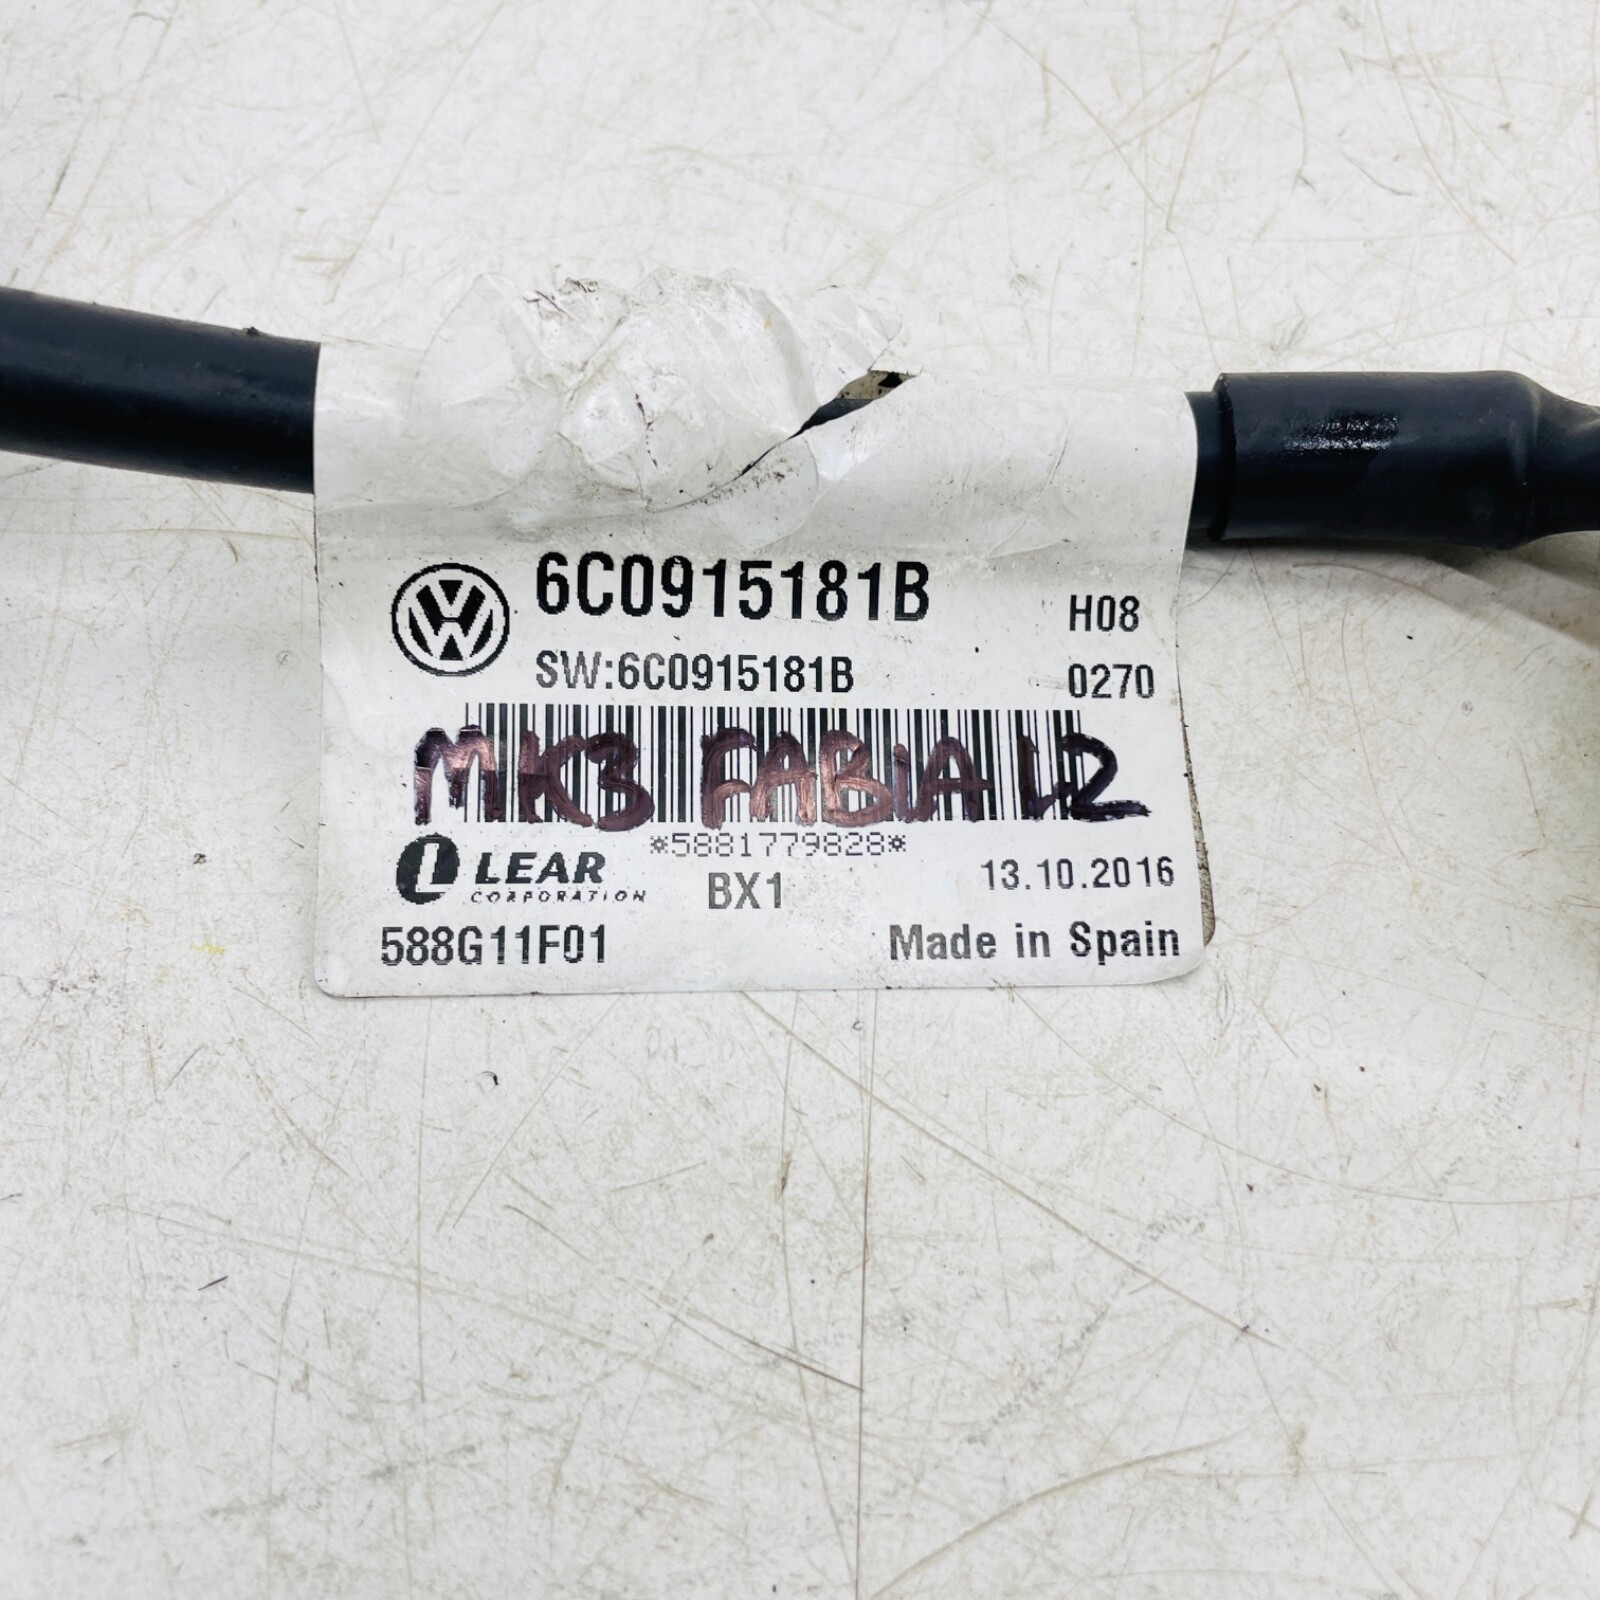 6C0915181B
H08
SW:6C0915181B
0270
MK3 FABIA 1.2
*5881779828*
LEAR
CORPORATION
BX1
13.10.2016
588G11F01
Made in Spain